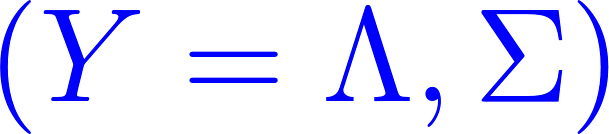 (Y = Λ, Σ)